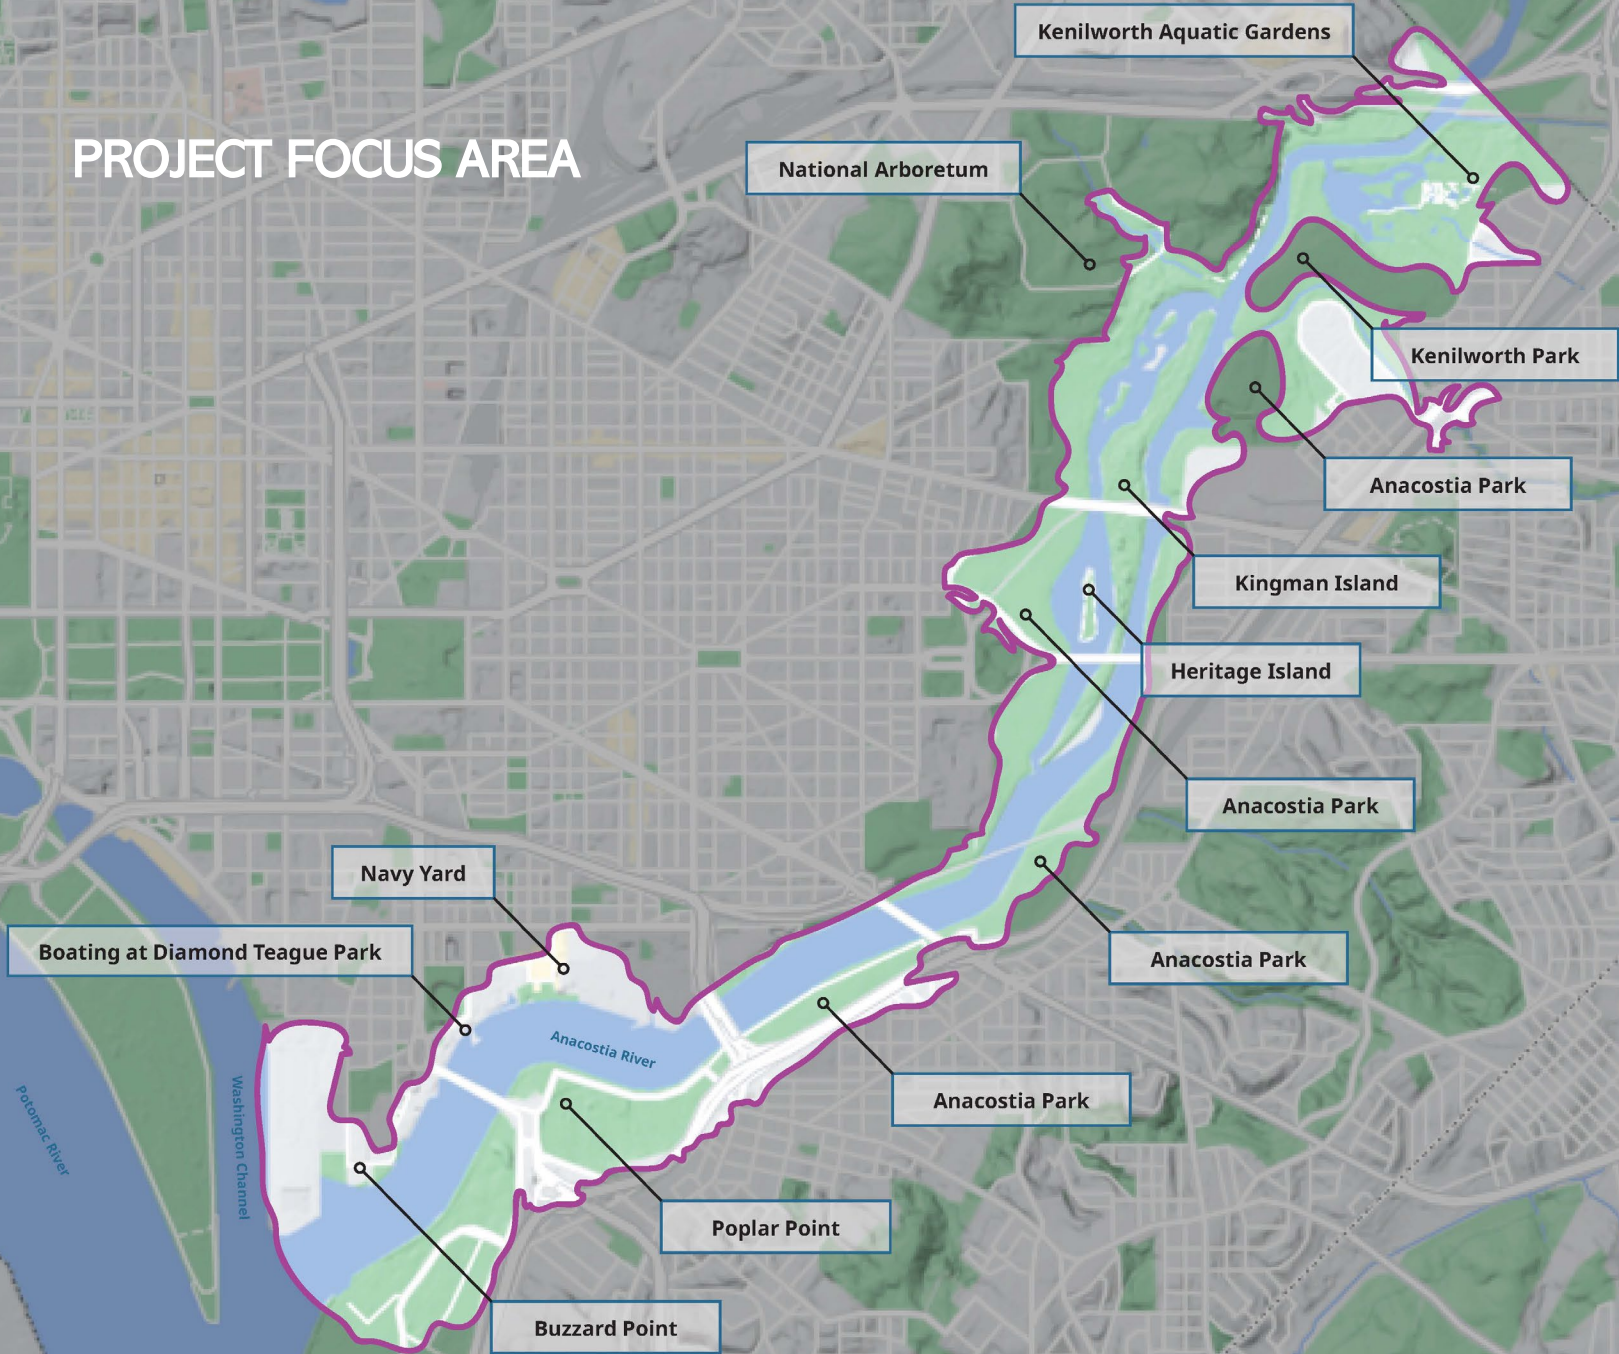 Kenilworth Aquatic Gardens
PROJECT FOCUS AREA
National Arboretum
Kenilworth Park
Anacostia Park
Kingman Island
Heritage Island
Anacostia Park
Navy Yard
Boating at Diamond Teague Park
Anacostia Park
Anacostia River
Anacostia Park
Potomac River
Washington Channel
Poplar Point
Buzzard Point